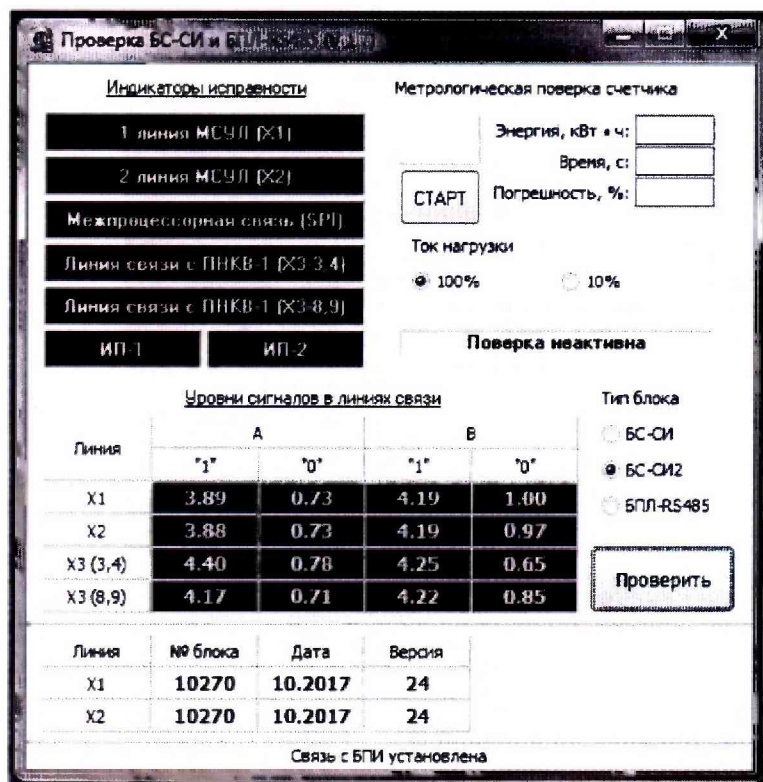 Проверка БС-СИ и
Индикаторы исправности
1 линия МСУЛ (X1)
2 линия МСУЛ (X2)
Межпроцессорная связь (SPI)
Линия связи с ПНКВ-1 (X3-3,4)
Линия связи с ПНКВ-1 (X3-8,9)
ИП-1 ИП-2
Метрологическая поверка счетчика
Энергия, кВт • ч:
Время, с:
СТАРТ Погрешность, %:
Ток нагрузки
100% 10%
Поверка неактивна
Уровни сигналов в линиях связи
Линия A B
"1" "0" "1" "0"
X1 3.89 0.73 4.19 1.00
X2 3.88 0.73 4.19 0.97
X3 (3,4) 4.40 0.78 4.25 0.65
X3 (8,9) 4.17 0.71 4.22 0.85
Тип блока
БС-СИ
БС-СИ2
БПЛ-RS485
Проверить
Линия № блока Дата Версия
X1 10270 10.2017 24
X2 10270 10.2017 24
Связь с БПИ установлена